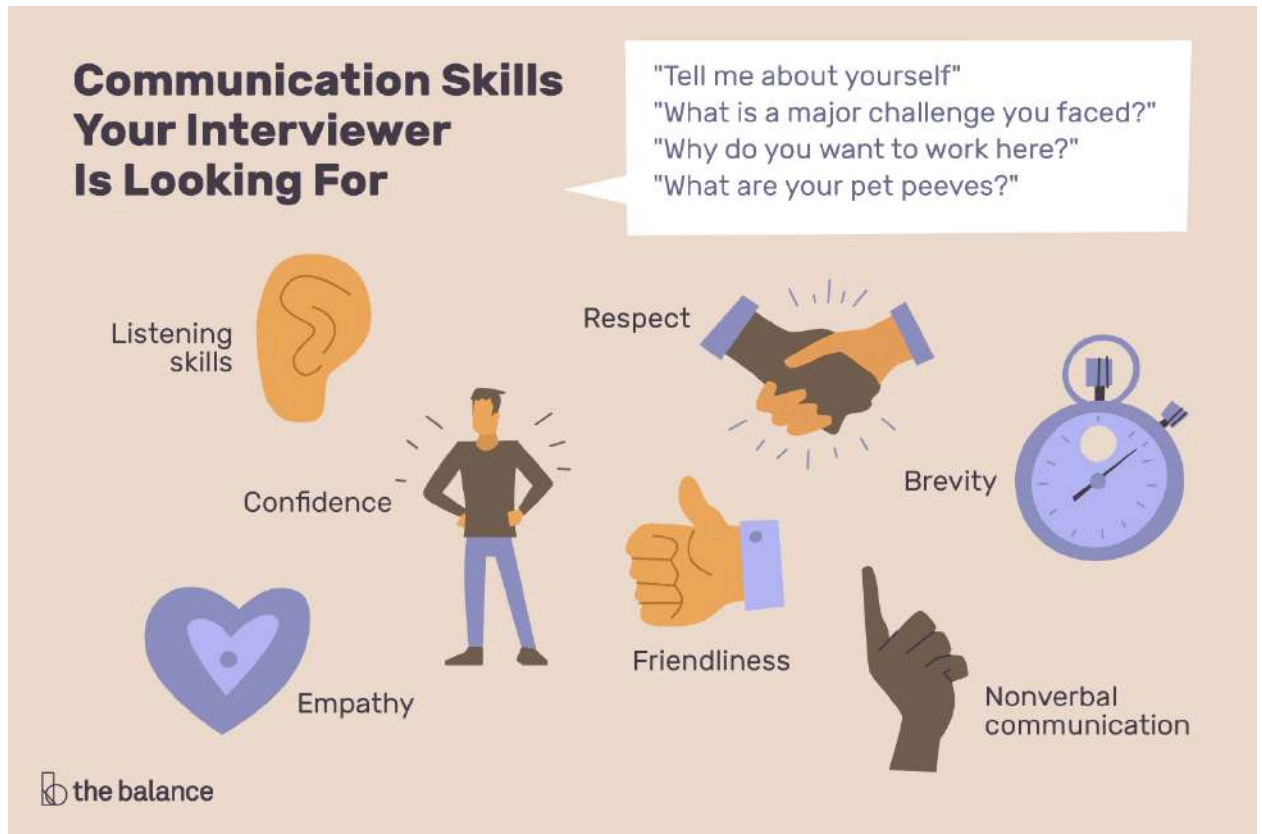 Communication Skills
Your Interviewer
Is Looking For
"Tell me about yourself"
"What is a major challenge you faced?"
"Why do you want to work here?"
"What are your pet peeves?"
Listening
skills
Respect
Confidence
Brevity
Empathy
Friendliness
Nonverbal
communication
the balance